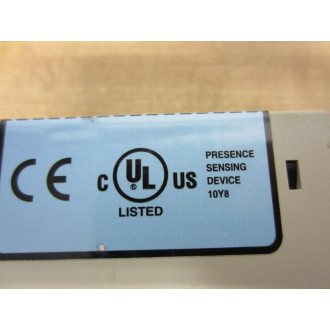 CE
C UL US
®
LISTED
PRESENCE
SENSING
DEVICE
10Y8